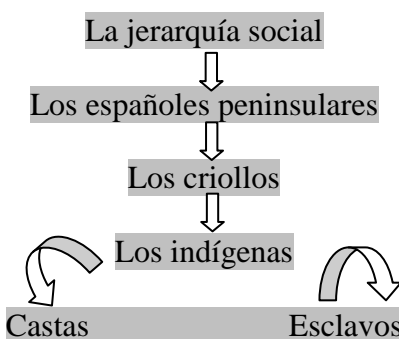 La jerarquía social
Los españoles peninsulares
Los criollos
Los indígenas
Castas Esclavos